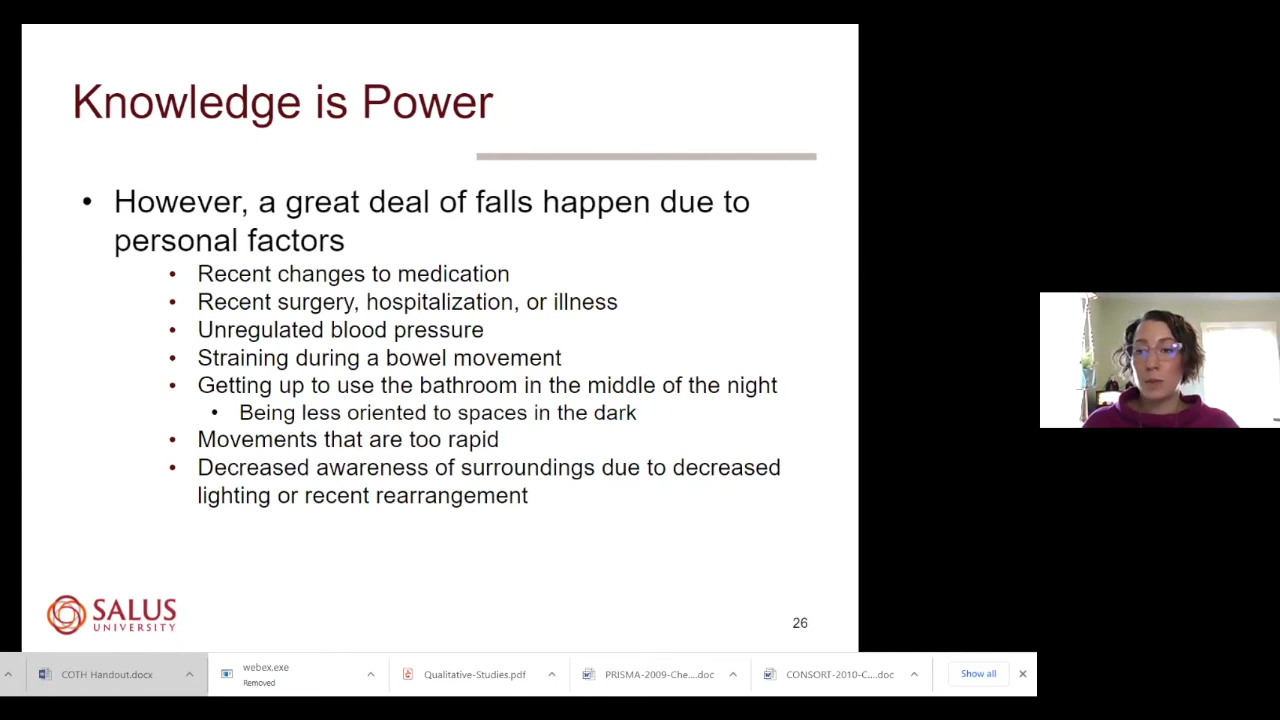 Knowledge is Power
• However, a great deal of falls happen due to
personal factors
• Recent changes to medication
• Recent surgery, hospitalization, or illness
• Unregulated blood pressure
• Straining during a bowel movement
• Getting up to use the bathroom in the middle of the night
• Being less oriented to spaces in the dark
• Movements that are too rapid
• Decreased awareness of surroundings due to decreased
lighting or recent rearrangement
SALUS
UNIVERSITY
26
COTH Handout.docx
webex.exe
Removed
Qualitative-Studies.pdf
PRISMA-2009-Che....doc
CONSORT-2010-C....doc
Show all